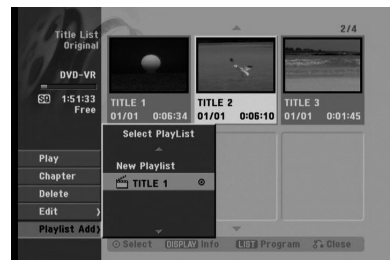 Title List
Original
2/4
DVD-VR
SQ 1:51:33
Free
TITLE 1
01/01 0:06:34
TITLE 2
01/01 0:06:10
TITLE 3
01/01 0:01:45
Select PlayList
New Playlist
TITLE 1
Play
Chapter
Delete
Edit
Playlist Add
Select DISPLAY Info LIST Program Close